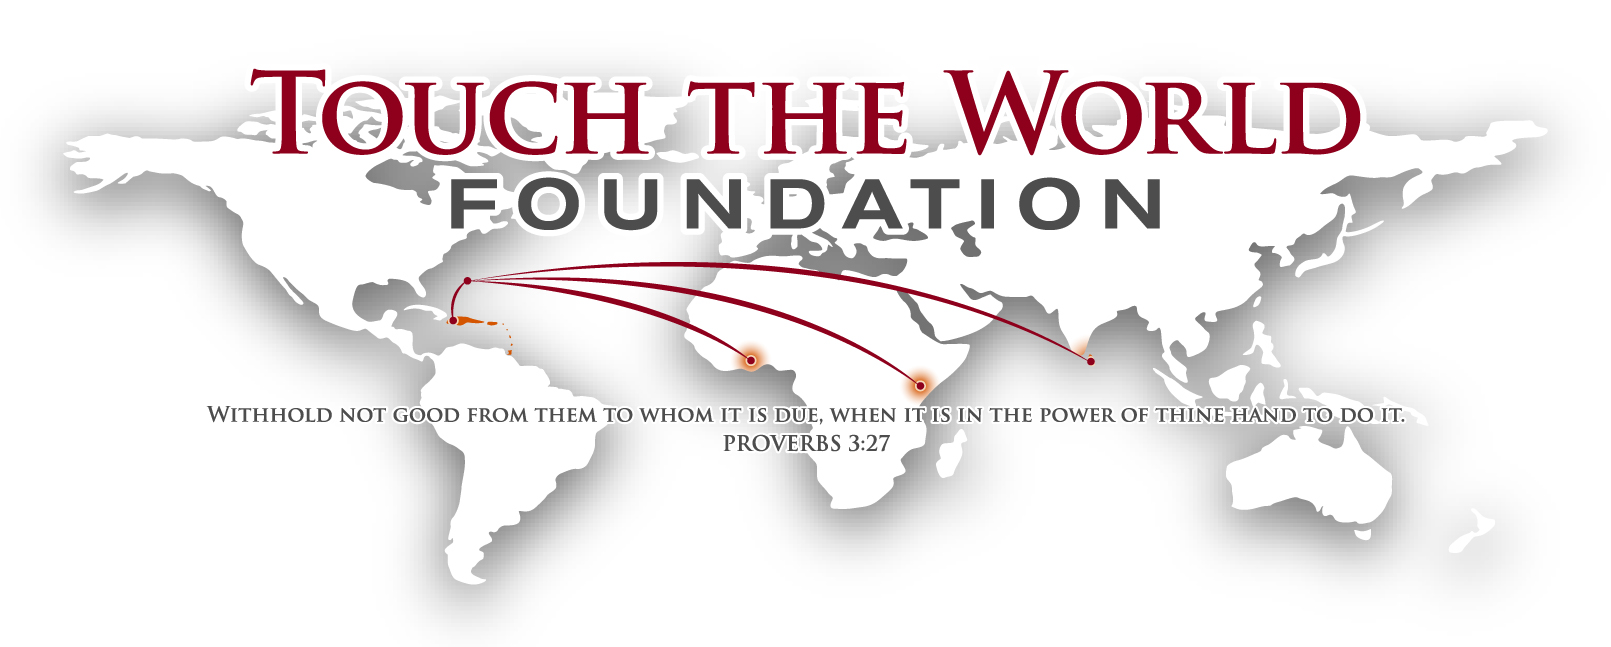 Touch the World
FOUNDATION
Withhold not good from them to whom it is due, when it is in the power of thine hand to do it.
PROVERBS 3:27